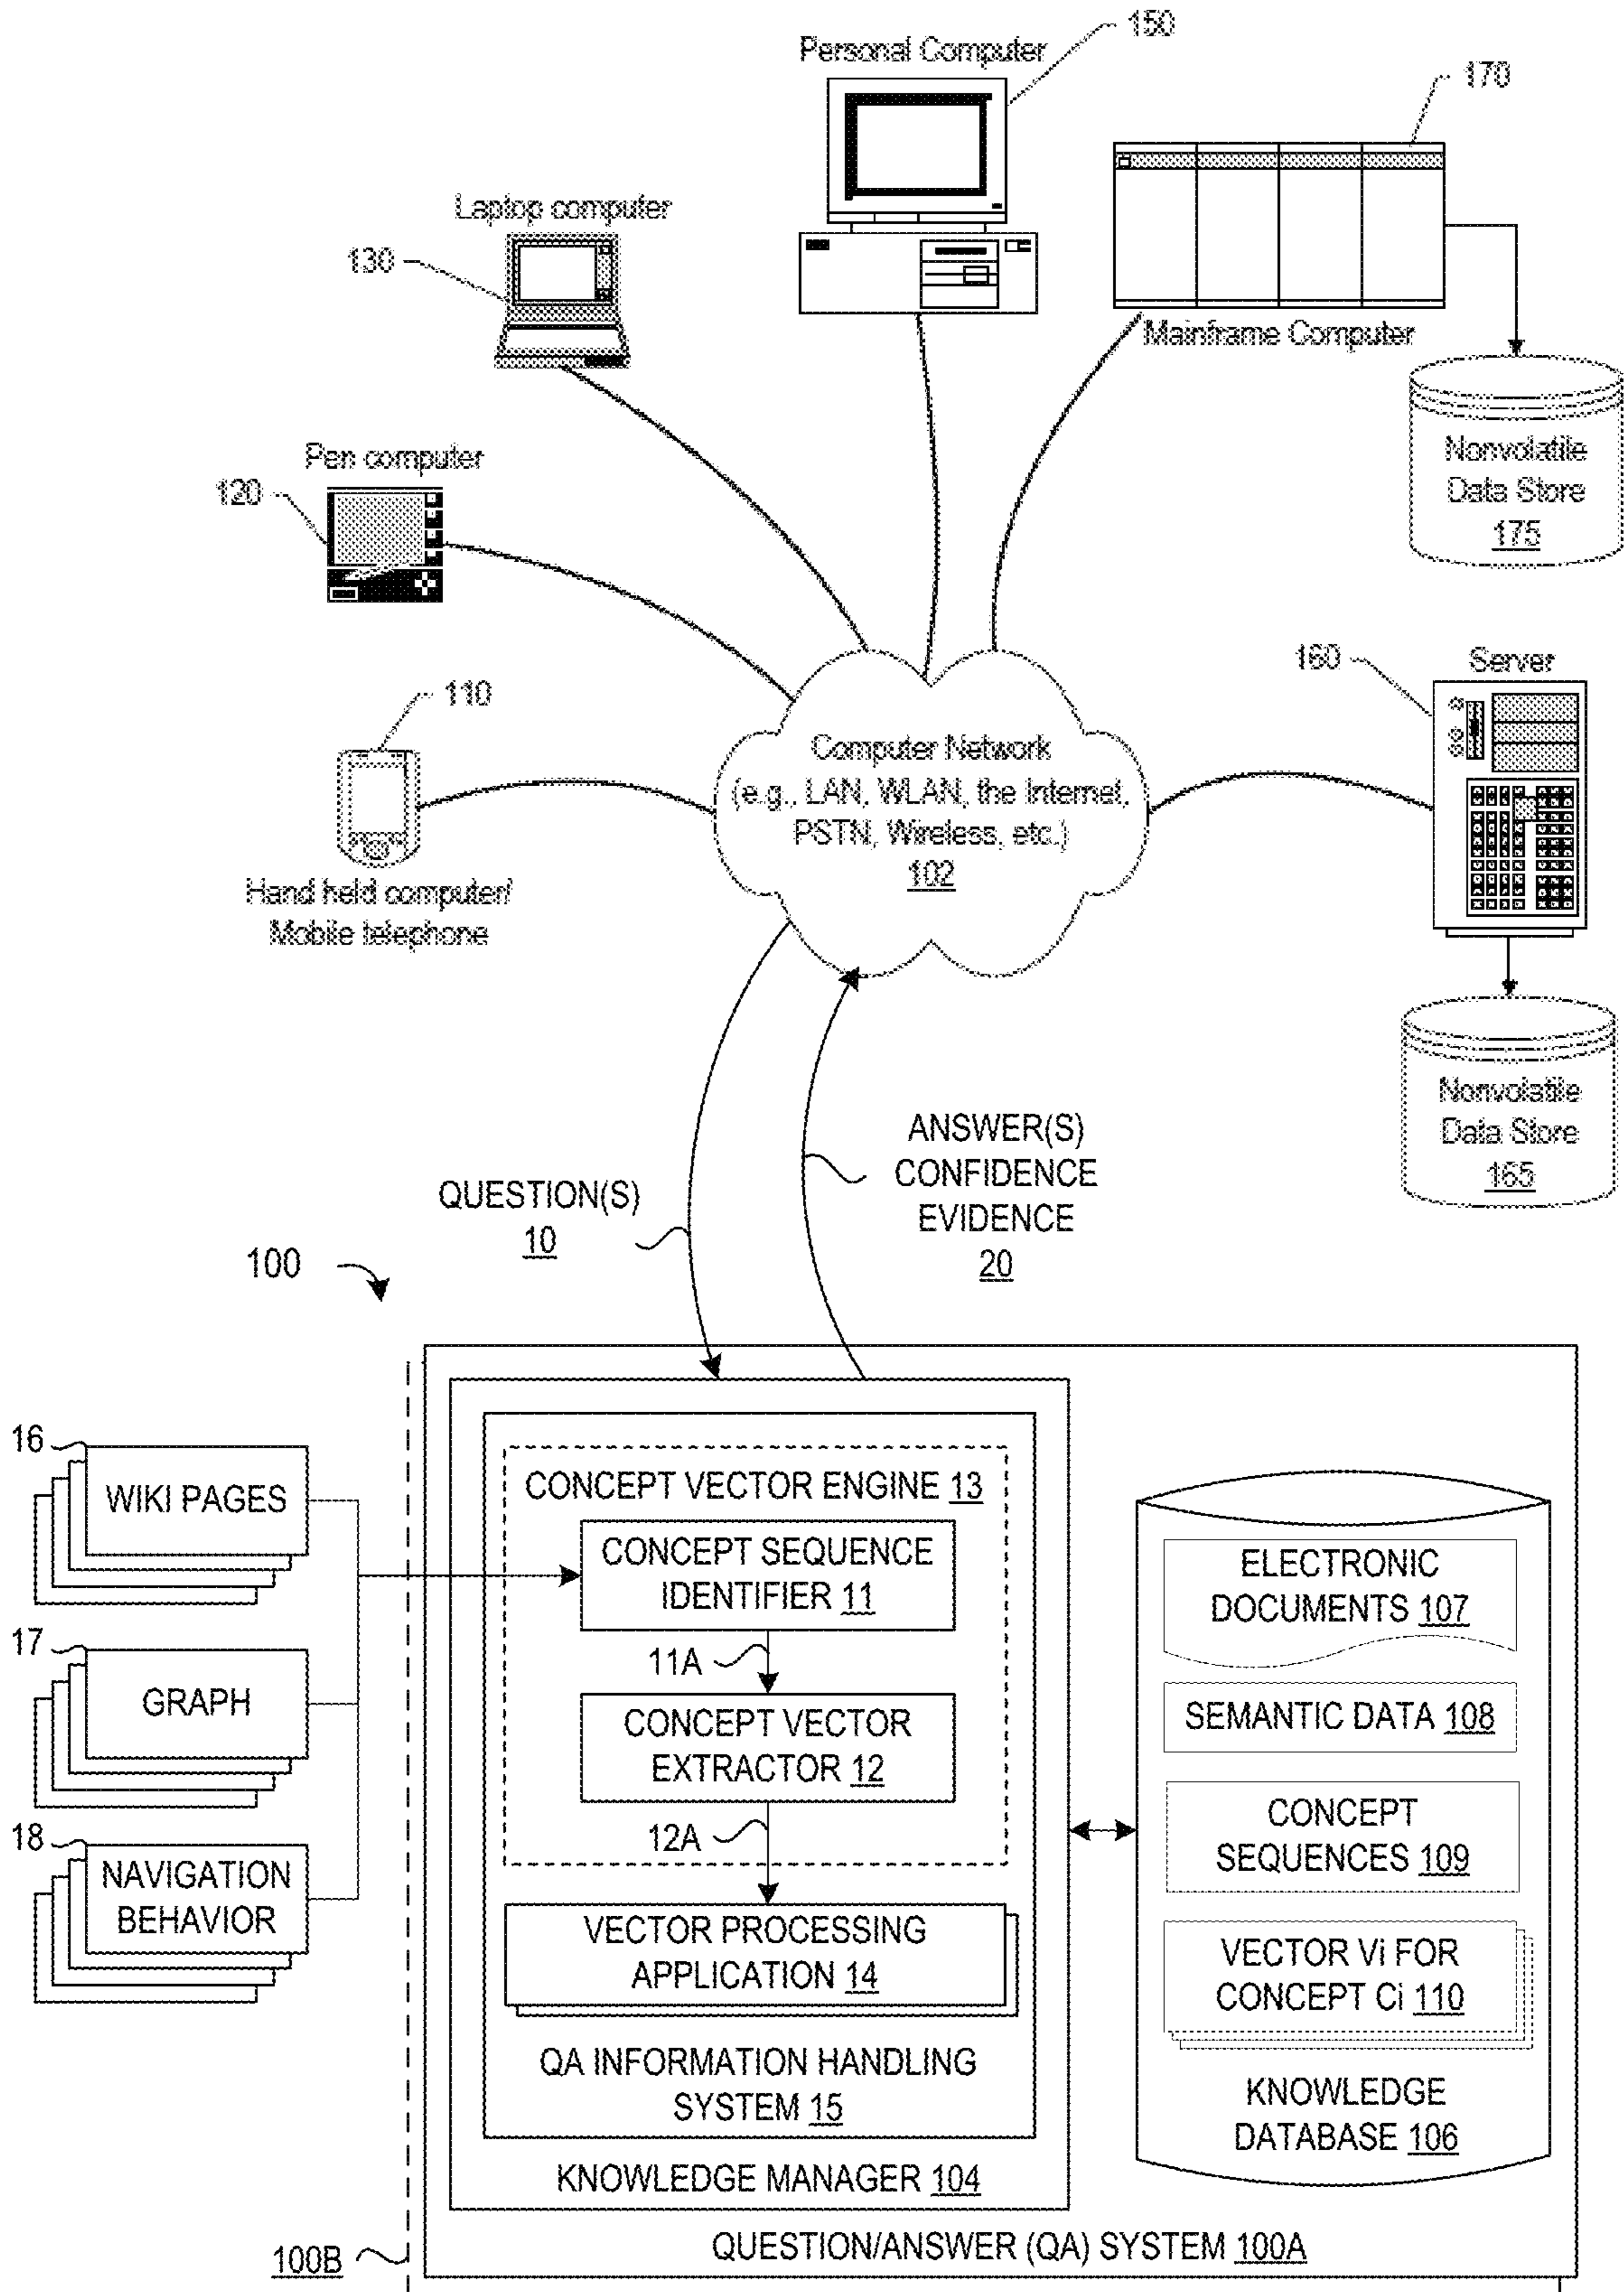 150
Personal Computer
170
Laptop computer
130
Mainframe Computer
Nonvolatile
Data Store
175
Pen computer
120
160
Server
110
Computer Network
(e.g., LAN, WLAN, the Internet,
PSTN, Wireless, etc.)
102
Hand held computer/
Mobile telephone
Nonvolatile
Data Store
165
ANSWER(S)
CONFIDENCE
EVIDENCE
20
QUESTION(S)
10
100
16
WIKI PAGES
17
GRAPH
18
NAVIGATION
BEHAVIOR
CONCEPT VECTOR ENGINE 13
CONCEPT SEQUENCE
IDENTIFIER 11
11A
CONCEPT VECTOR
EXTRACTOR 12
12A
VECTOR PROCESSING
APPLICATION 14
QA INFORMATION HANDLING
SYSTEM 15
KNOWLEDGE MANAGER 104
ELECTRONIC
DOCUMENTS 107
SEMANTIC DATA 108
CONCEPT
SEQUENCES 109
VECTOR Vi FOR
CONCEPT Ci 110
KNOWLEDGE
DATABASE 106
QUESTION/ANSWER (QA) SYSTEM 100A
100B